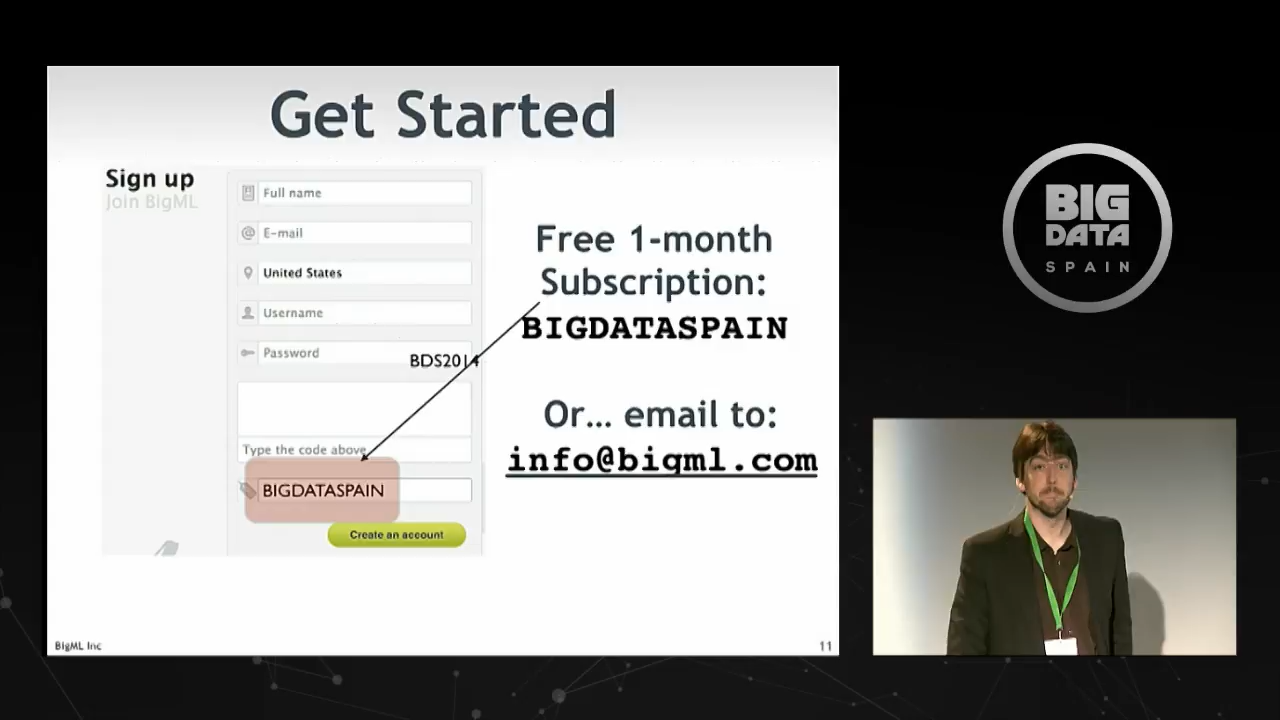 Get Started
Sign up
Join BigML
Full name
E-mail
United States
Username
Password
BDS2014
Type the code above
BIGDATASPAIN
Create an account
Free 1-month
Subscription:
BIGDATASPAIN
Or... email to:
info@bigml.com
BigML Inc
11
BIG
DATA
SPAIN